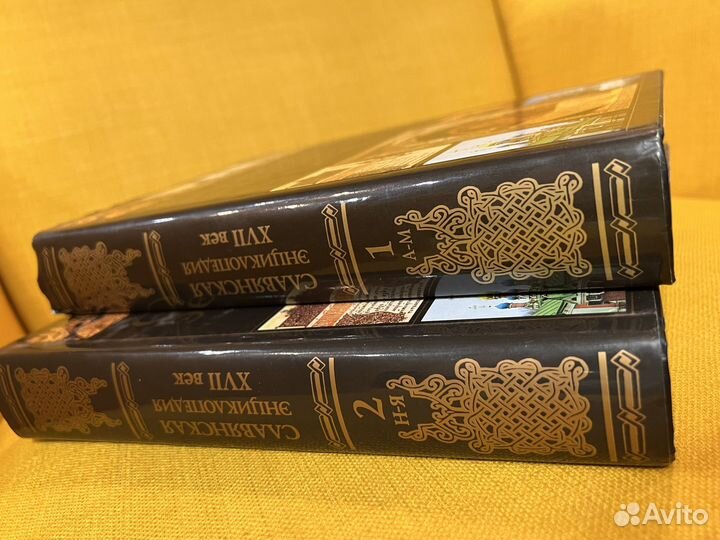 СЛАВЯНСКАЯ
ЭНЦИКЛОПЕДИЯ
XVII ВЕК
1
А-М
СЛАВЯНСКАЯ
ЭНЦИКЛОПЕДИЯ
XVII ВЕК
2
Н-Я
Avito